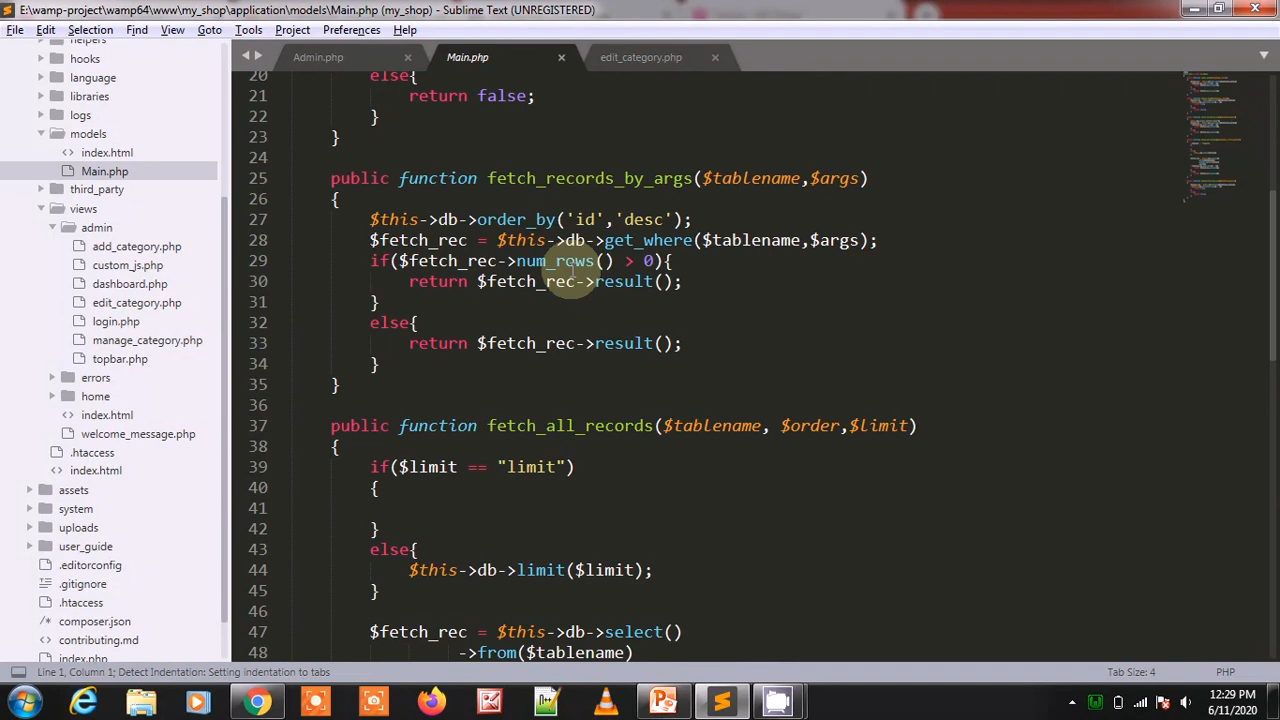 E:\wamp-project\wamp64\www\my_shop\application\models\Main.php (my_shop) - Sublime Text (UNREGISTERED)
File Edit Selection Find View Goto Tools Project Preferences Help
Admin.php Main.php edit_category.php
helpers
hooks
language
libraries
logs
models
index.html
Main.php
third_party
views
admin
add_category.php
custom_js.php
dashboard.php
edit_category.php
login.php
manage_category.php
topbar.php
errors
home
index.html
welcome_message.php
.htaccess
index.html
assets
system
uploads
user_guide
.editorconfig
.gitignore
.htaccess
composer.json
contributing.md
index.php
20 else{
21 return false;
22 }
23 }
24
25 public function fetch_records_by_args($tablename,$args)
26 {
27 $this->db->order_by('id','desc');
28 $fetch_rec = $this->db->get_where($tablename,$args);
29 if($fetch_rec->num_rows() > 0){
30 return $fetch_rec->result();
31 }
32 else{
33 return $fetch_rec->result();
34 }
35 }
36
37 public function fetch_all_records($tablename, $order,$limit)
38 {
39 if($limit == "limit")
40 {
41
42 }
43 else{
44 $this->db->limit($limit);
45 }
46
47 $fetch_rec = $this->db->select()
48 ->from($tablename)
Line 1, Column 1; Detect Indentation: Setting indentation to tabs Tab Size: 4 PHP
12:29 PM
6/11/2020